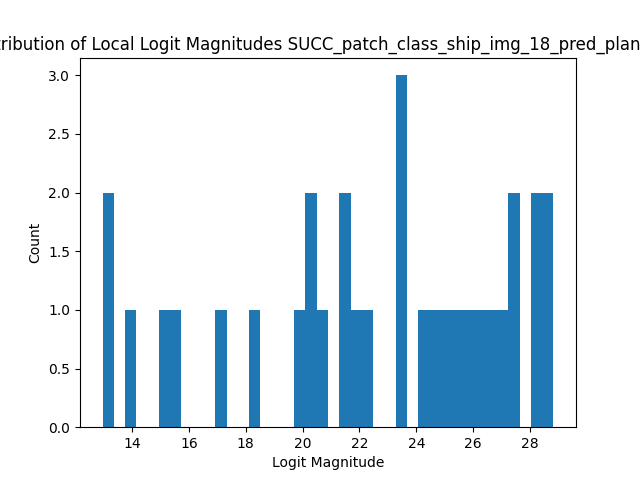 tribution of Local Logit Magnitudes SUCC_patch_class_ship_img_18_pred_plan
3.0
2.5
2.0
1.5
1.0
0.5
0.0
Count
14 16 18 20 22 24 26 28
Logit Magnitude